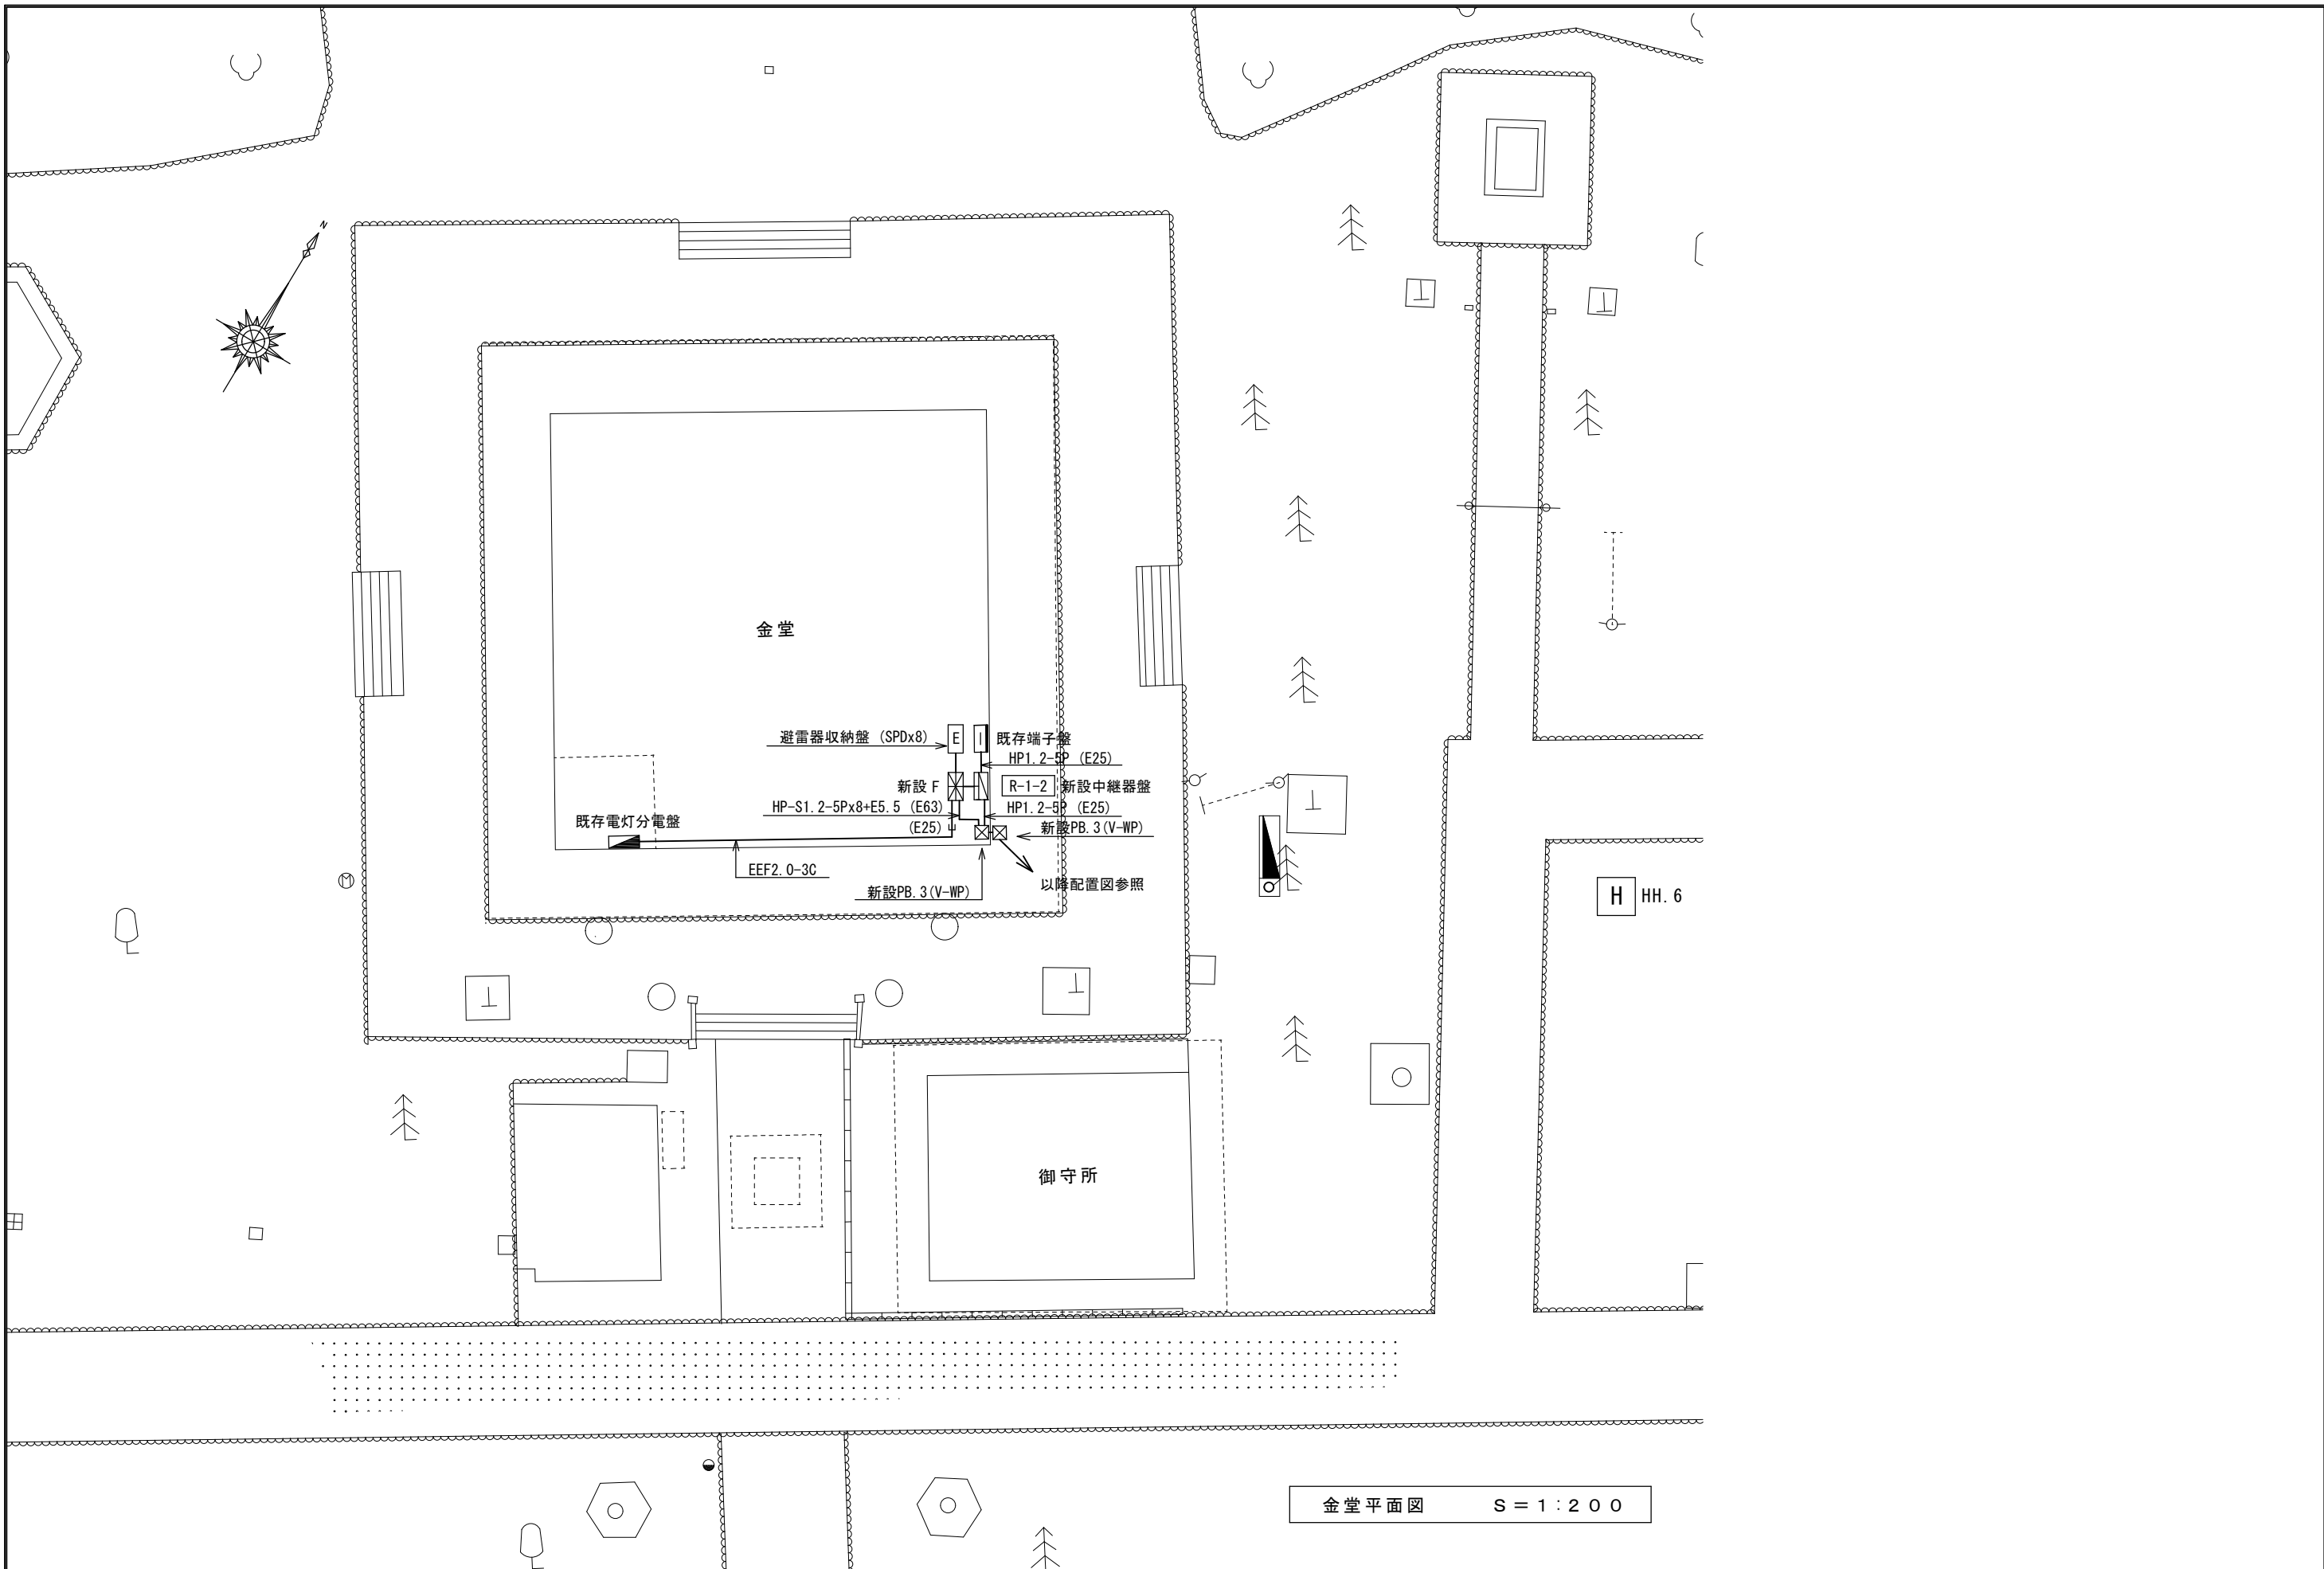 N
金堂
避雷器収納盤 (SPDx8)
E
既存端子盤
HP1.2-5P (E25)
新設 F
R-1-2
新設中継器盤
HP-S1.2-5Px8+E5.5 (E63)
HP1.2-5P (E25)
(E25)
新設PB.3(V-WP)
既存電灯分電盤
EEF2.0-3C
新設PB.3(V-WP)
以降配置図参照
M
H
HH.6
御守所
金堂平面図 S=1:200